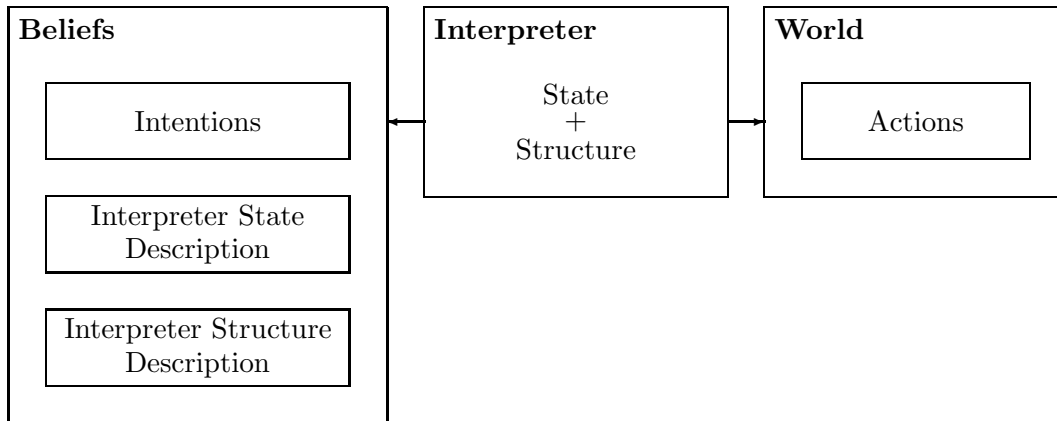 Beliefs
Intentions
Interpreter State
Description
Interpreter Structure
Description
Interpreter
State
+
Structure
World
Actions